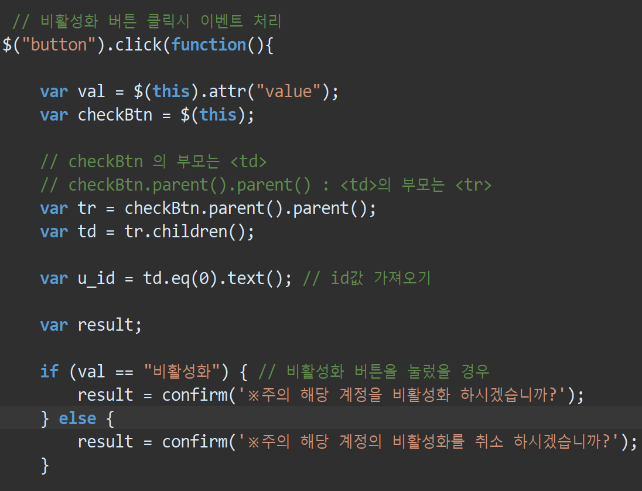 // 비활성화 버튼 클릭시 이벤트 처리
$("button").click(function(){
var val = $(this).attr("value");
var checkBtn = $(this);
// checkBtn 의 부모는 <td>
// checkBtn.parent().parent() : <td>의 부모는 <tr>
var tr = checkBtn.parent().parent();
var td = tr.children();
var u_id = td.eq(0).text(); // id값 가져오기
var result;
if (val == "비활성화") { // 비활성화 버튼을 눌렀을 경우
result = confirm('※주의 해당 계정을 비활성화 하시겠습니까?');
} else {
result = confirm('※주의 해당 계정의 비활성화를 취소 하시겠습니까?');
}